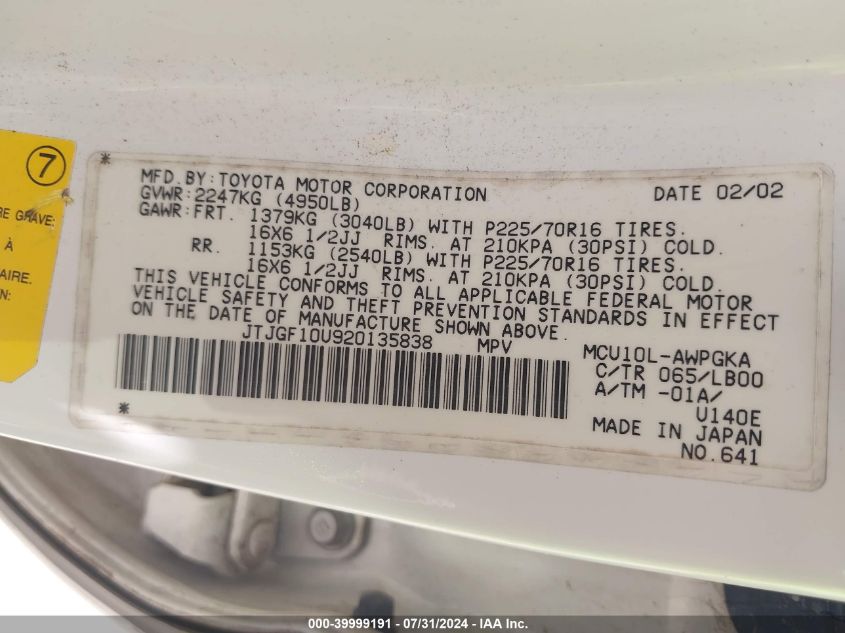 7
RE GRAVE:
À
AIRE.
N:
* MFD. BY: TOYOTA MOTOR CORPORATION DATE 02/02
GVWR: 2247KG (4950LB)
GAWR: FRT. 1379KG (3040LB) WITH P225/70R16 TIRES.
16X6 1/2JJ RIMS. AT 210KPA (30PSI) COLD.
RR. 1153KG (2540LB) WITH P225/70R16 TIRES.
16X6 1/2JJ RIMS. AT 210KPA (30PSI) COLD.
THIS VEHICLE CONFORMS TO ALL APPLICABLE FEDERAL MOTOR
VEHICLE SAFETY AND THEFT PREVENTION STANDARDS IN EFFECT
ON THE DATE OF MANUFACTURE SHOWN ABOVE.
JTJGF10U920135838 MPV
MCU10L-AWPGKA
C/TR 065/LB00
A/TM -01A/
U140E
*
MADE IN JAPAN
NO.641
000-39999191 - 07/31/2024 - IAA Inc.